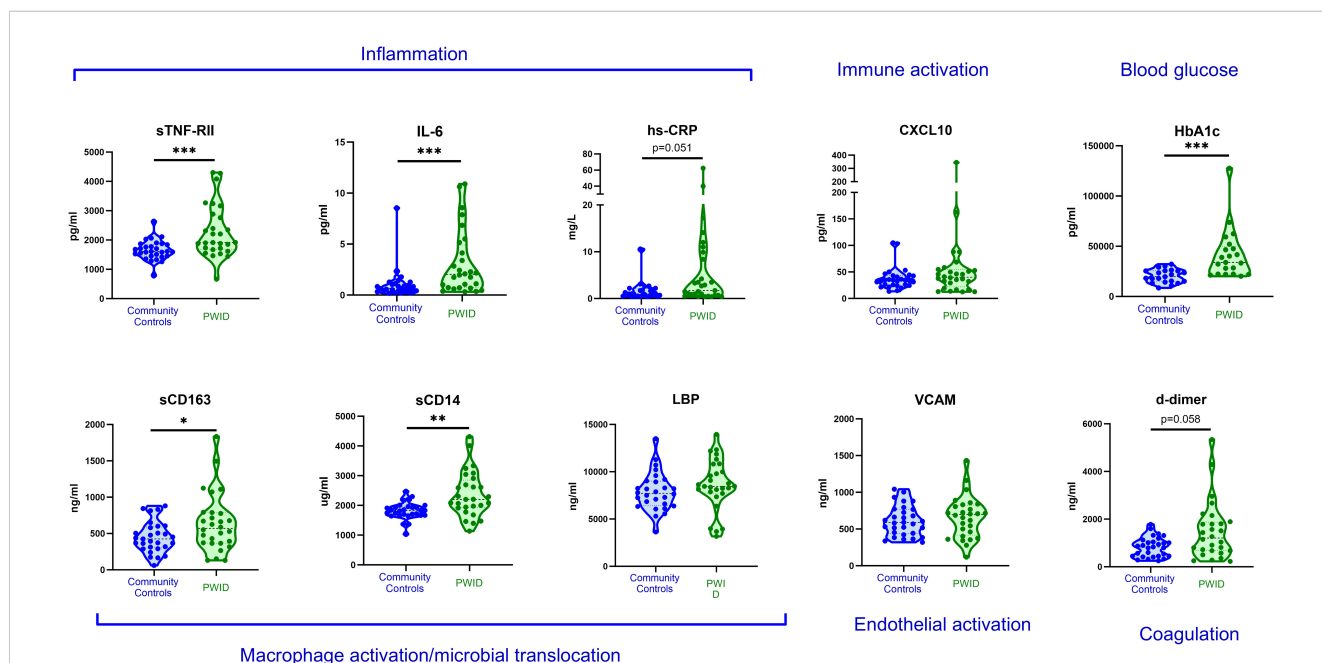 Inflammation
Immune activation
Blood glucose
sTNF-RII
***
5000
4000
3000
2000
1000
0
pg/ml
Community
Controls
PWID
IL-6
***
15
10
5
0
pg/ml
Community
Controls
PWID
hs-CRP
p=0.051
80
60
40
20
20
10
0
mg/L
Community
Controls
PWID
CXCL10
400
300
200
200
150
100
50
0
pg/ml
Community
Controls
PWID
HbA1c
***
150000
100000
50000
0
pg/ml
Community
Controls
PWID
sCD163
*
2000
1500
1000
500
0
ng/ml
Community
Controls
PWID
sCD14
**
5000
4000
3000
2000
1000
0
ug/ml
Community
Controls
PWID
LBP
15000
10000
5000
0
ng/ml
Community
Controls
PWI
D
VCAM
2000
1500
1000
500
0
ng/ml
Community
Controls
PWID
d-dimer
p=0.058
6000
4000
2000
0
ng/ml
Community
Controls
PWID
Macrophage activation/microbial translocation
Endothelial activation
Coagulation